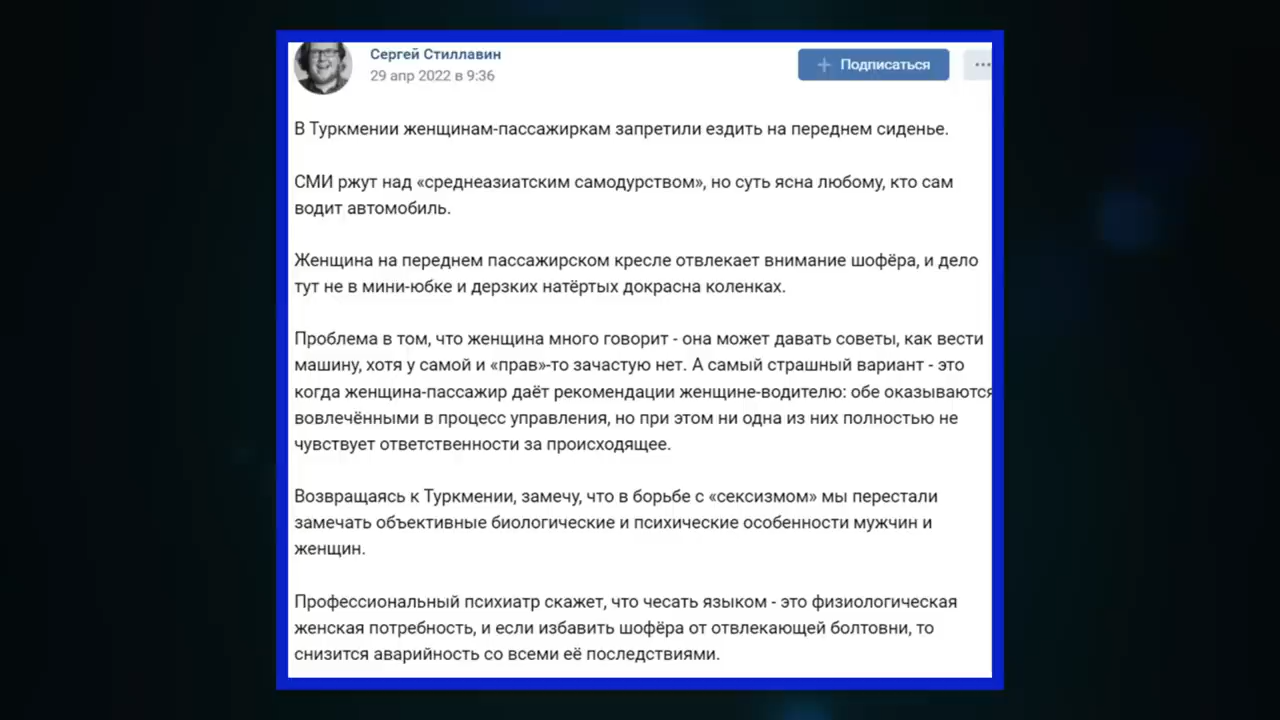 Сергей Стиллавин
29 апр 2022 в 9:36
+ Подписаться
...
В Туркмении женщинам-пассажиркам запретили ездить на переднем сиденье.
СМИ ржут над «среднеазиатским самодурством», но суть ясна любому, кто сам
водит автомобиль.
Женщина на переднем пассажирском кресле отвлекает внимание шофёра, и дело
тут не в мини-юбке и дерзких натёртых докрасна коленках.
Проблема в том, что женщина много говорит - она может давать советы, как вести
машину, хотя у самой и «прав»-то зачастую нет. А самый страшный вариант - это
когда женщина-пассажир даёт рекомендации женщине-водителю: обе оказываются
вовлечёнными в процесс управления, но при этом ни одна из них полностью не
чувствует ответственности за происходящее.
Возвращаясь к Туркмении, замечу, что в борьбе с «сексизмом» мы перестали
замечать объективные биологические и психические особенности мужчин и
женщин.
Профессиональный психиатр скажет, что чесать языком - это физиологическая
женская потребность, и если избавить шофёра от отвлекающей болтовни, то
снизится аварийность со всеми её последствиями.